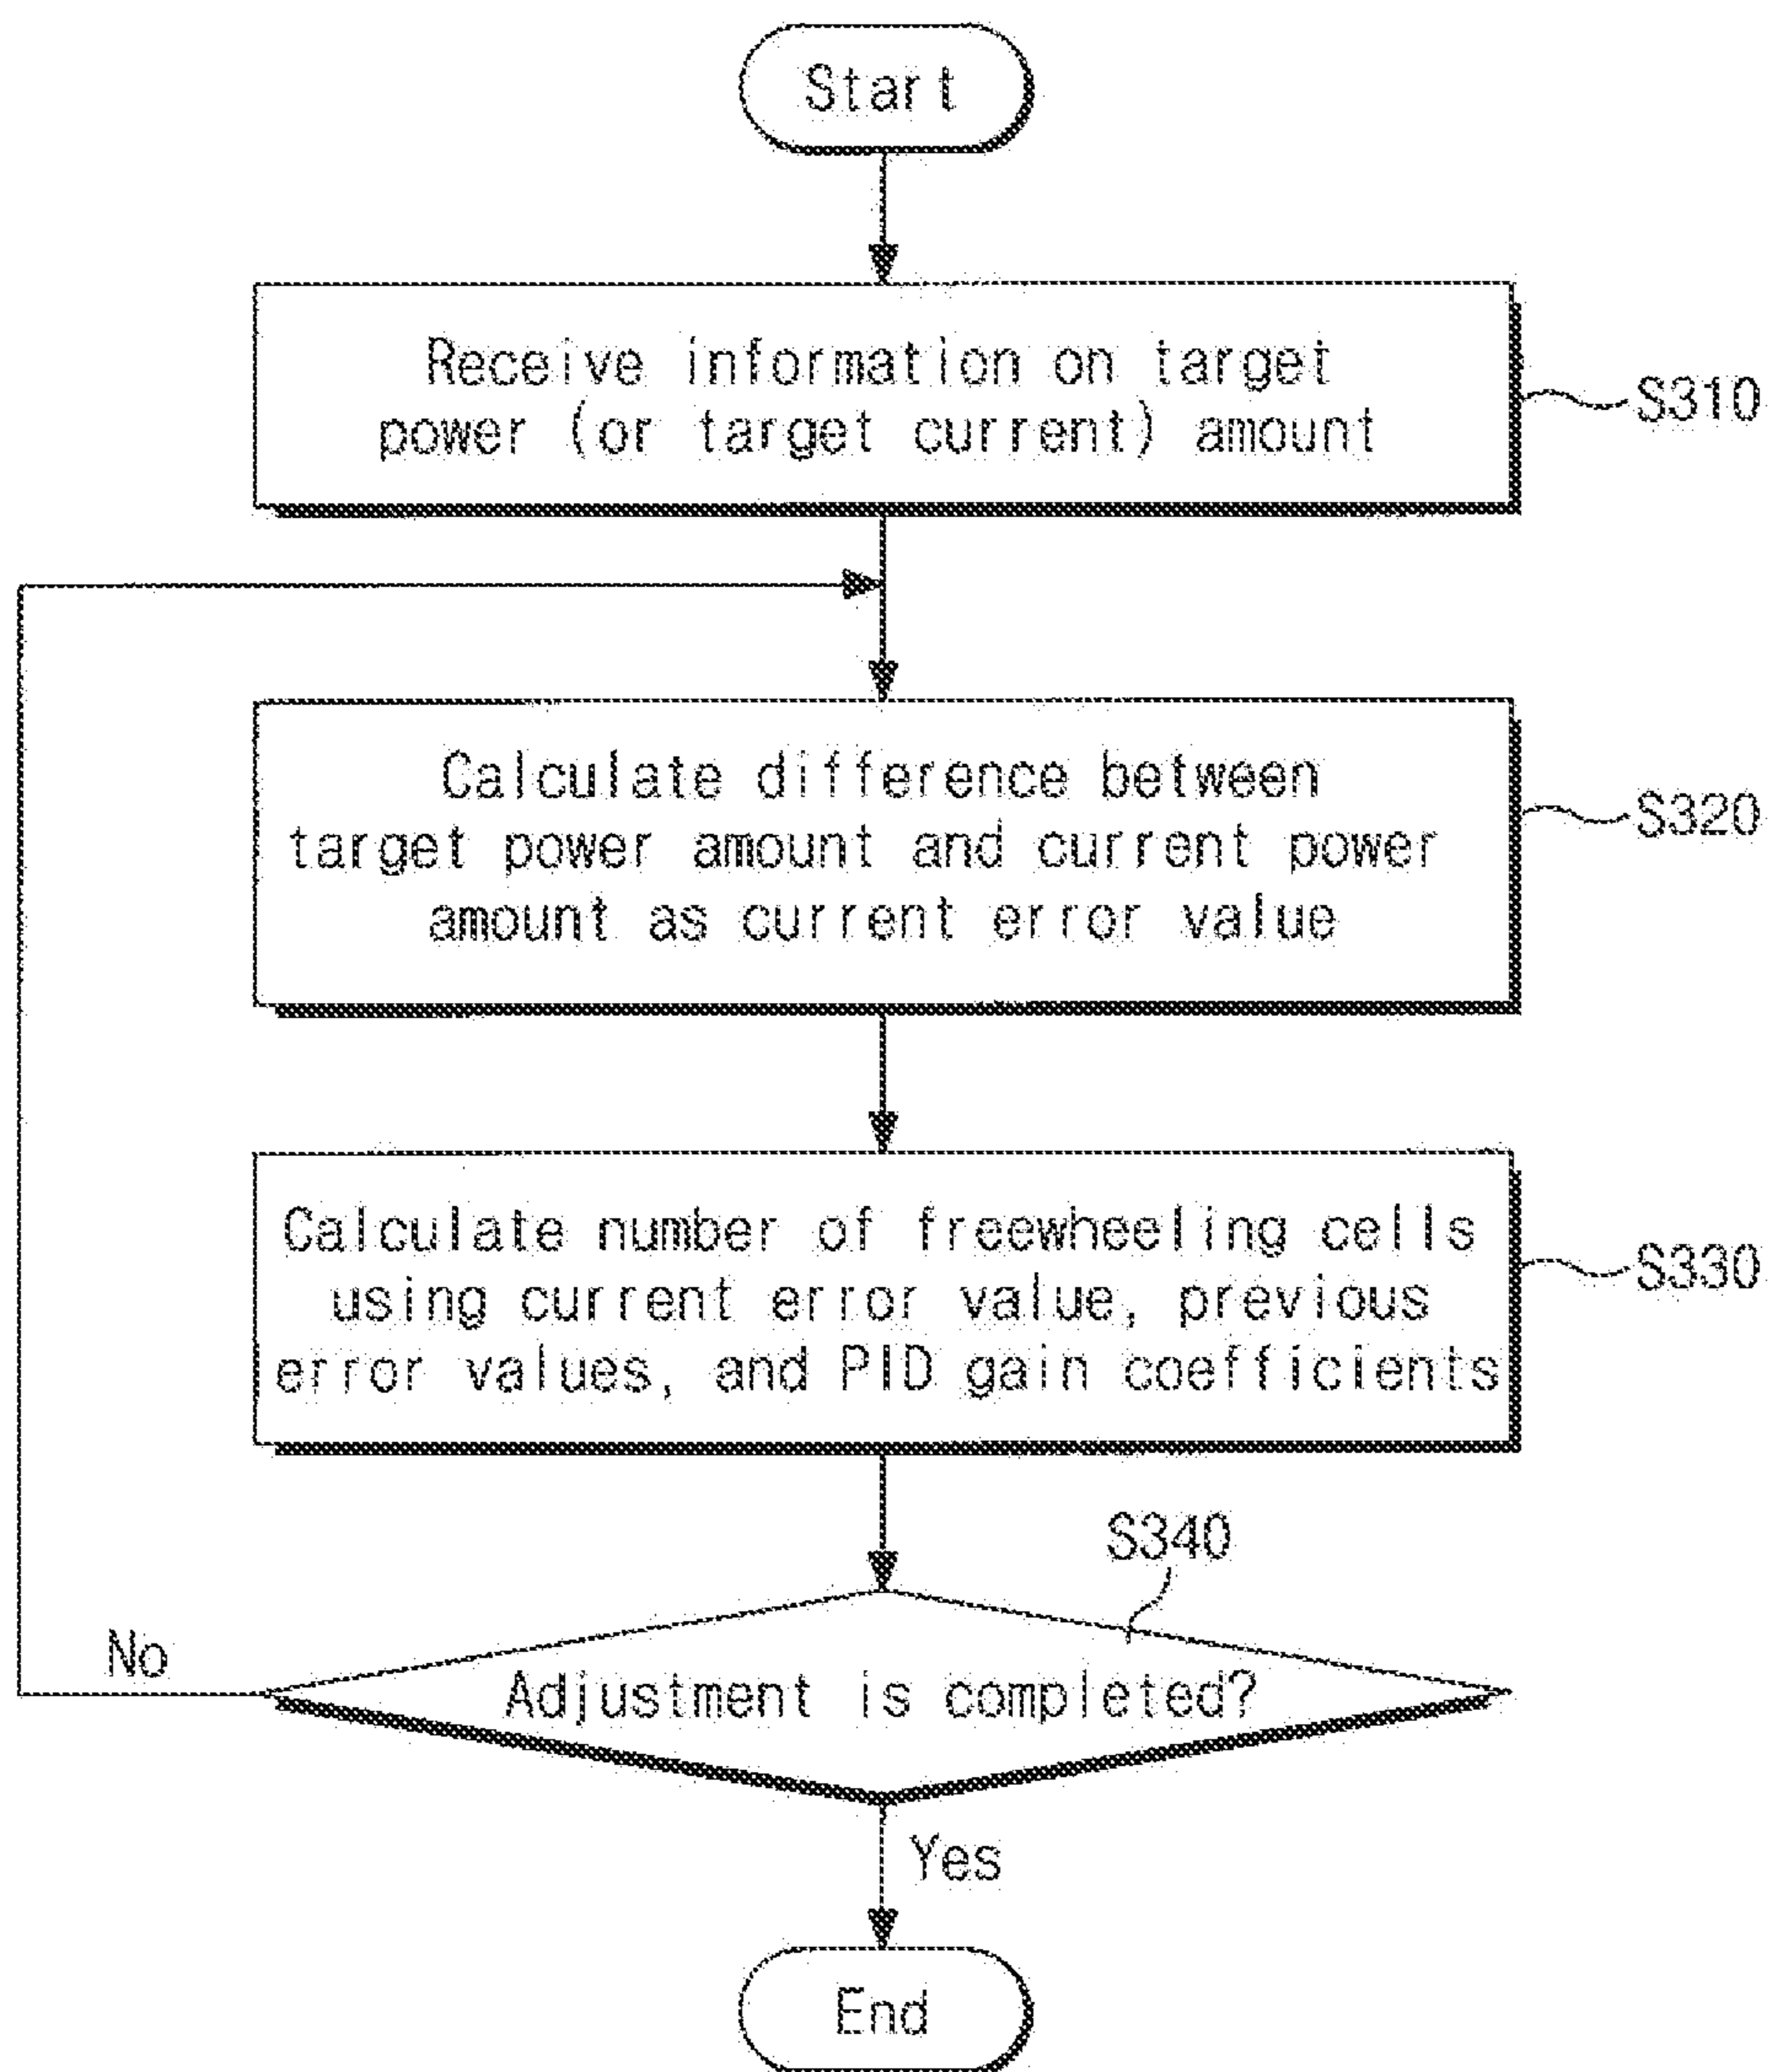 Start
Receive information on target
power (or target current) amount
S310
Calculate difference between
target power amount and current power
amount as current error value
S320
Calculate number of freewheeling cells
using current error value, previous
error values, and PID gain coefficients
S330
S340
No
Adjustment is completed?
Yes
End